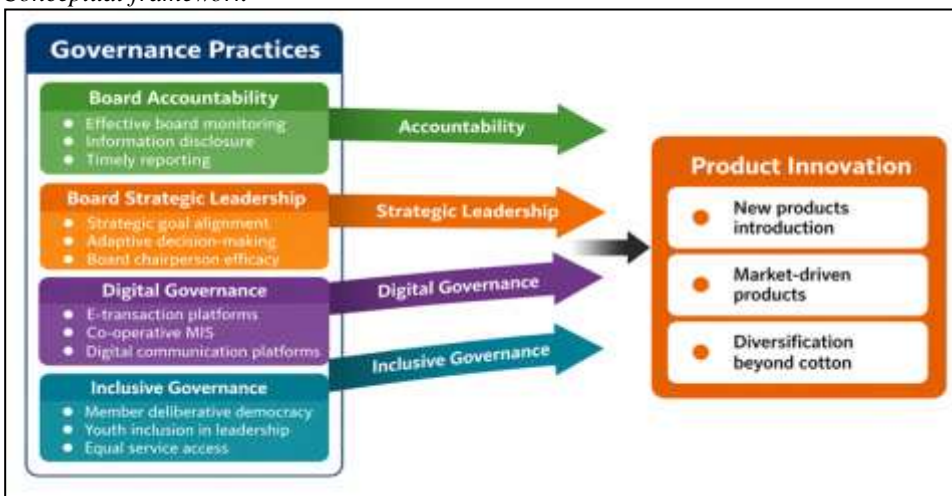 Conceptual framework
Governance Practices
Board Accountability
Effective board monitoring
Information disclosure
Timely reporting
Accountability
Board Strategic Leadership
Strategic goal alignment
Adaptive decision-making
Board chairperson efficacy
Strategic Leadership
Digital Governance
E-transaction platforms
Co-operative MIS
Digital communication platforms
Digital Governance
Inclusive Governance
Member deliberative democracy
Youth inclusion in leadership
Equal service access
Inclusive Governance
Product Innovation
New products
introduction
Market-driven
products
Diversification
beyond cotton